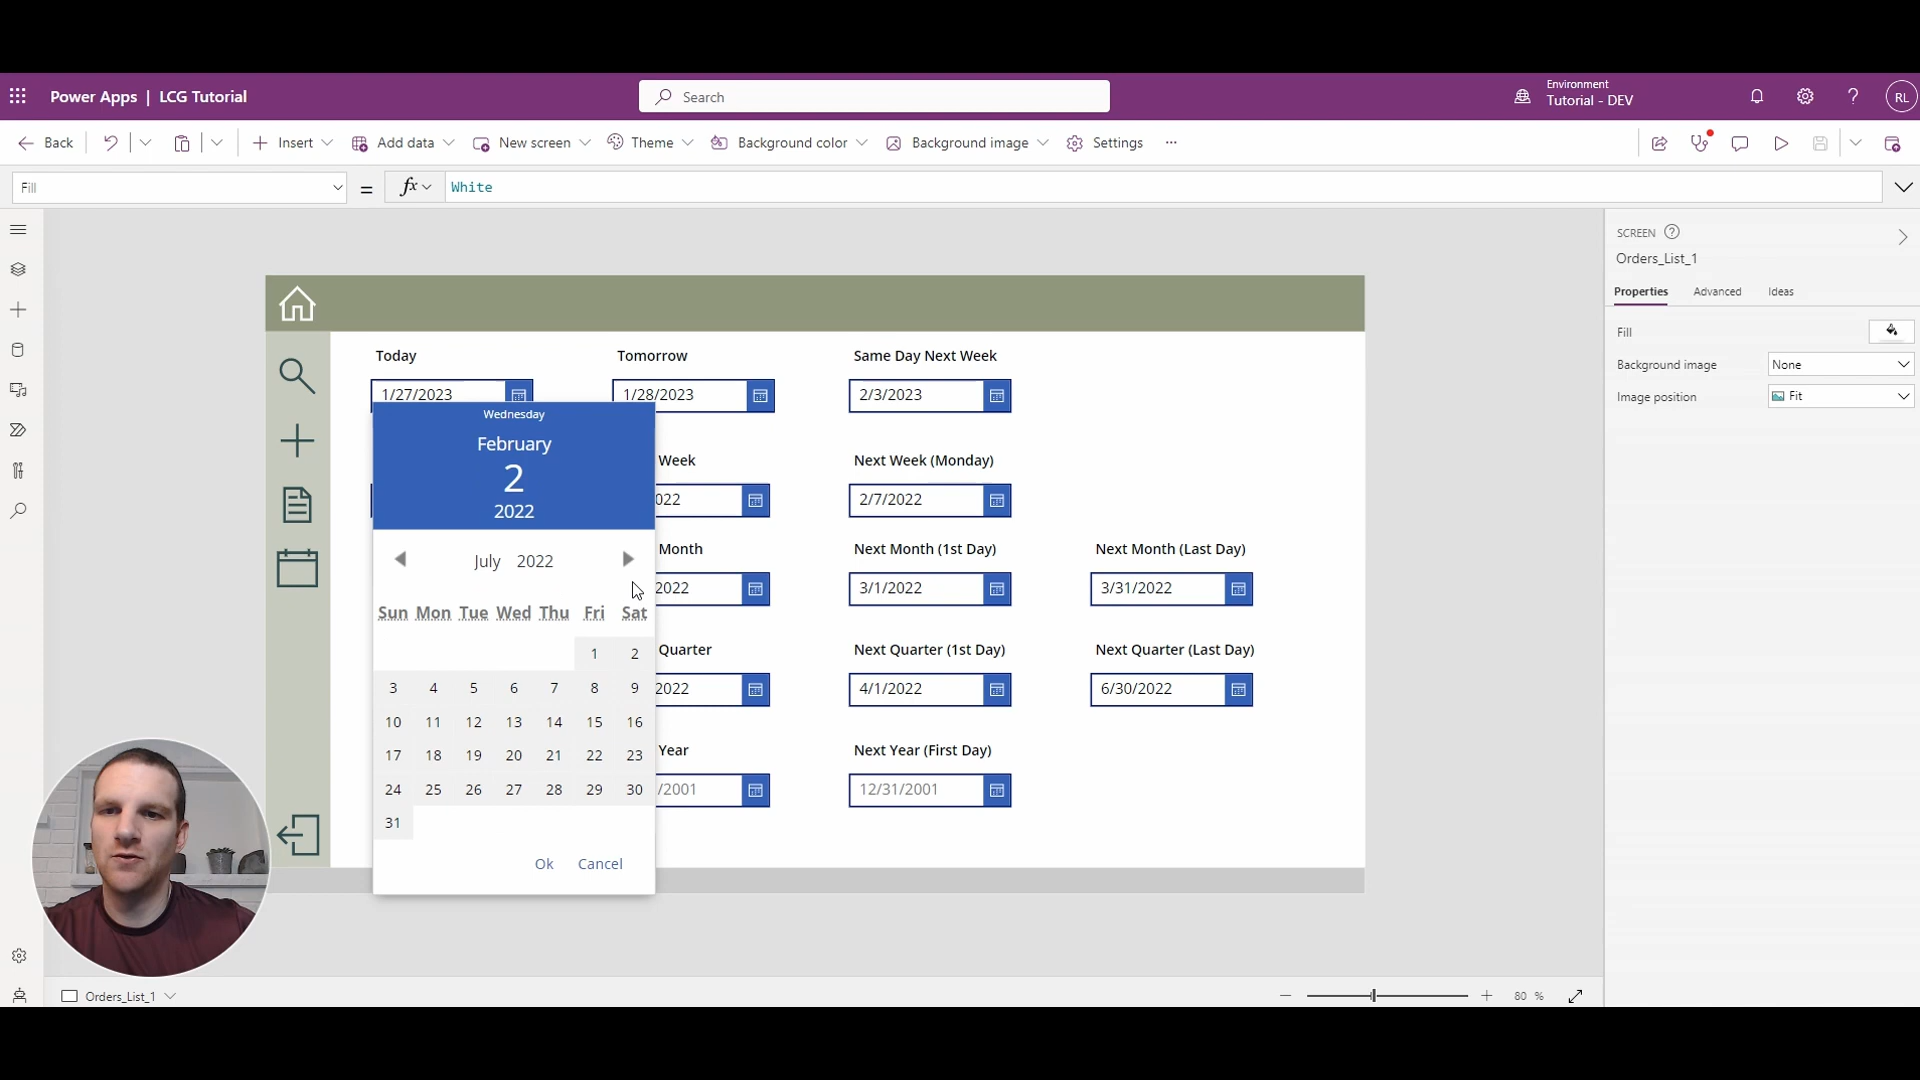 Power Apps | LCG Tutorial
Search
Environment
Tutorial - DEV
RL
Back
Insert
Add data
New screen
Theme
Background color
Background image
Settings
Fill
=
fx
White
SCREEN
Orders_List_1
Properties
Advanced
Ideas
Fill
Background image
None
Image position
Fit
Today
Tomorrow
Same Day Next Week
1/27/2023
1/28/2023
2/3/2023
Wednesday
February
2
2022
July 2022
Sun Mon Tue Wed Thu Fri Sat
1 2
3 4 5 6 7 8 9
10 11 12 13 14 15 16
17 18 19 20 21 22 23
24 25 26 27 28 29 30
31
Ok
Cancel
Week
Next Week (Monday)
022
2/7/2022
Month
Next Month (1st Day)
Next Month (Last Day)
2022
3/1/2022
3/31/2022
Quarter
Next Quarter (1st Day)
Next Quarter (Last Day)
2022
4/1/2022
6/30/2022
Year
Next Year (First Day)
/2001
12/31/2001
Orders_List_1
80 %